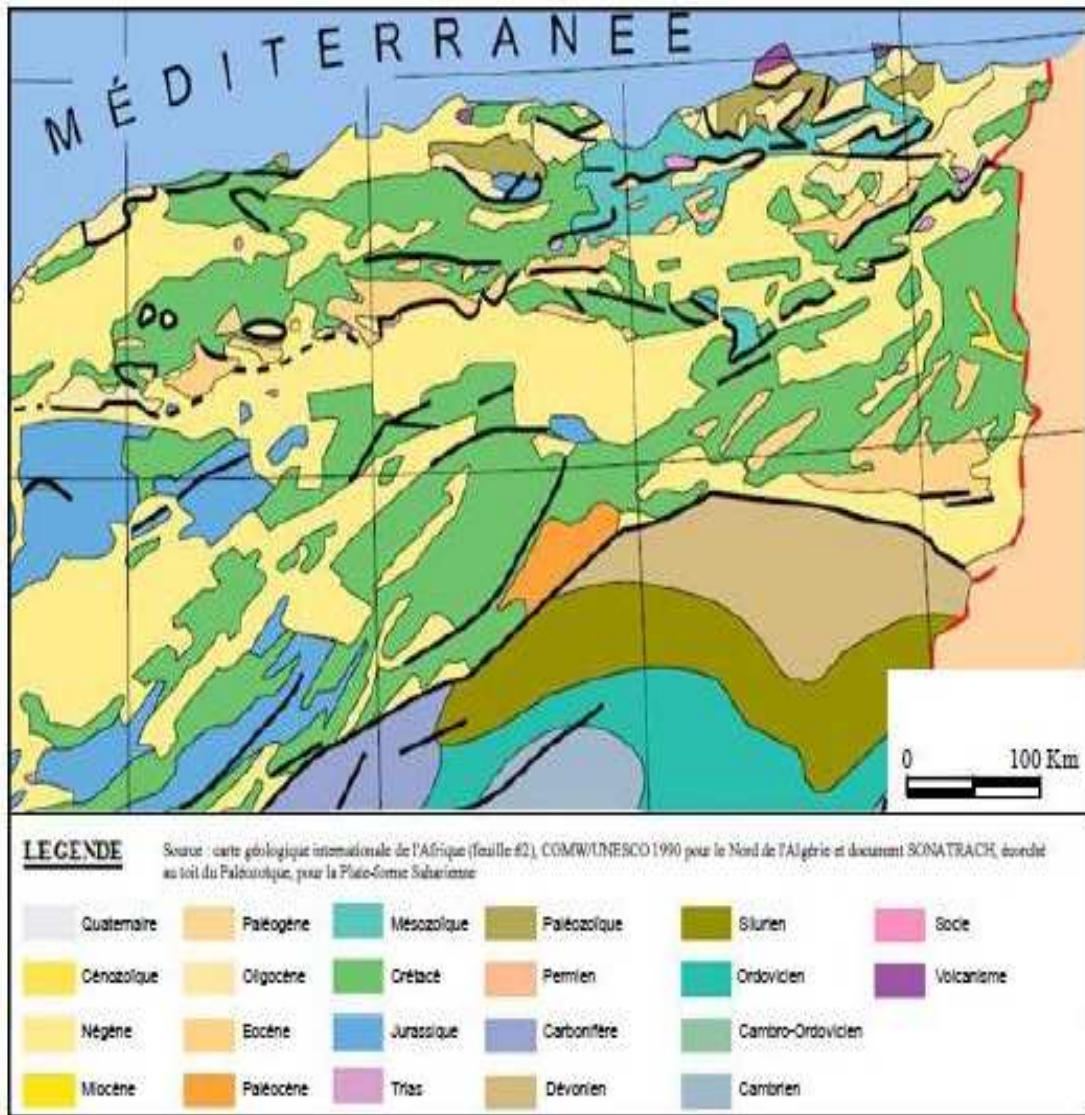 MÉDITERRANÉE
0 100 Km
LEGENDE
Source : carte géologique internationale de l'Afrique (feuille #2), CGMW/UNESCO 1990 pour le Nord de l'Algérie et document SONATRACH, écorché
au toit du Paléozoïque, pour la Plate-forme Saharienne
Quaternaire Paléogène Mésozoïque Paléozoïque Silurien Socle
Cénozoïque Oligocène Crétacé Permien Ordovicien Volcanisme
Négène Eocène Jurassique Carbonifère Cambro-Ordovicien
Miocène Paléocène Trias Dévonien Cambrien